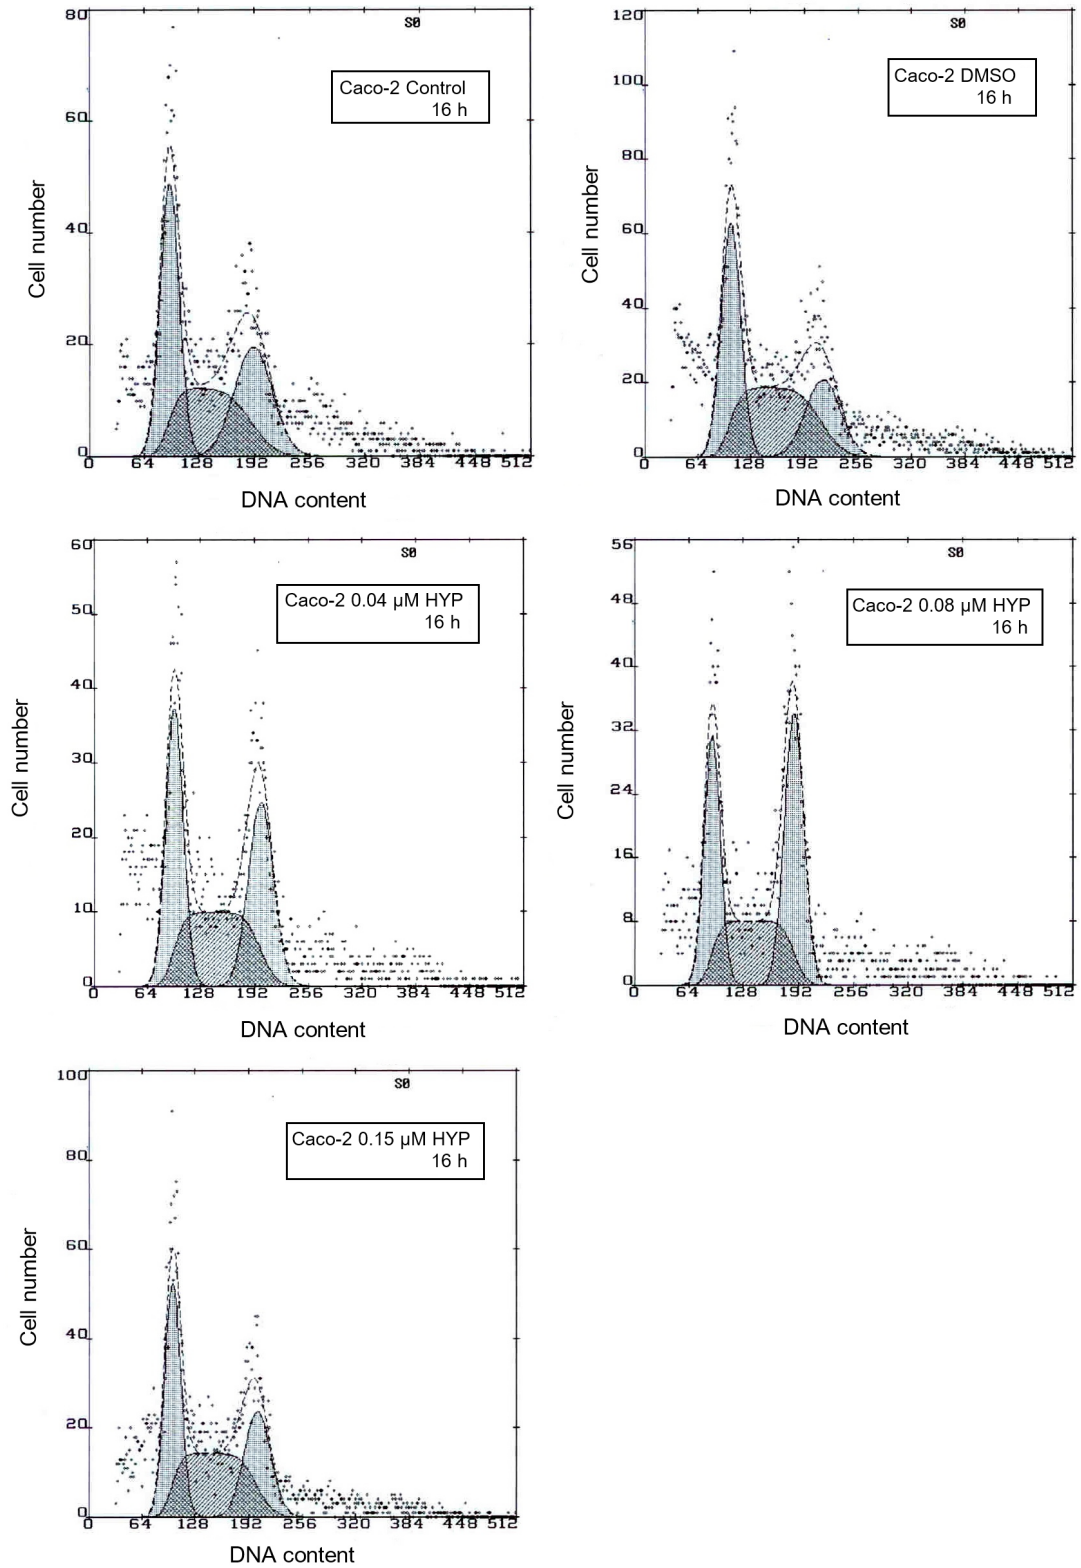 80
S0
Caco-2 Control
16 h
60
40
20
0
0 64 128 192 256 320 384 448 512
Cell number
DNA content
120
S0
Caco-2 DMSO
16 h
100
80
60
40
20
0
0 64 128 192 256 320 384 448 512
Cell number
DNA content
60
S0
Caco-2 0.04 µM HYP
16 h
50
40
30
20
10
0
0 64 128 192 256 320 384 448 512
Cell number
DNA content
56
S0
Caco-2 0.08 µM HYP
16 h
48
40
32
24
16
8
0
0 64 128 192 256 320 384 448 512
Cell number
DNA content
100
S0
Caco-2 0.15 µM HYP
16 h
80
60
40
20
0
0 64 128 192 256 320 384 448 512
Cell number
DNA content